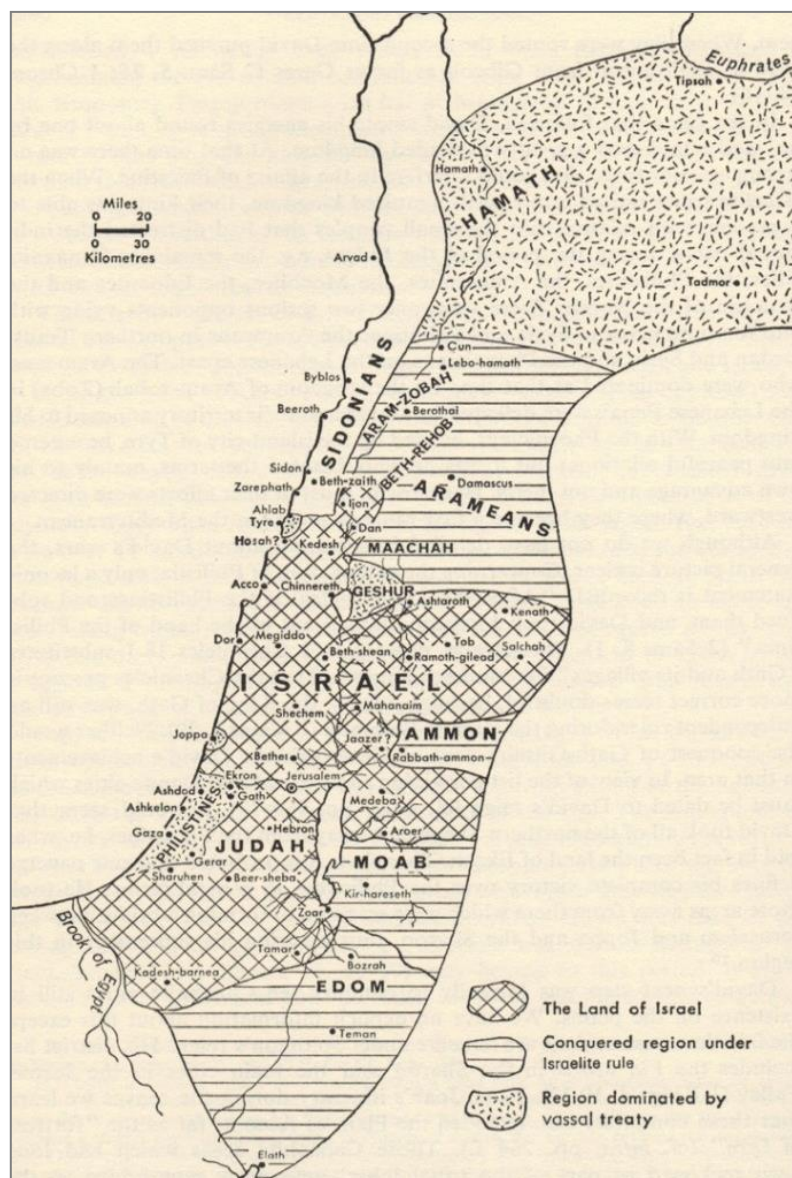 Euphrates
Tipsah
Hamath
HAMATH
Miles
0 20
0 30
Kilometres
Arvad
Tadmor
Cun
Lebo-hamath
Byblos
SIDONIANS
ARAM-ZOBAH
Beeroth
Berothai
BETH-REHOB
Sidon
Beth-zaith
Damascus
Zarephath
Ijon
ARAMEANS
Ahlab
Tyre
Dan
Hosah?
Kedesh
MAACHAH
Acco
Chinnereth
GESHUR
Ashtaroth
Kenath
Dor
Megiddo
Tob
Salchah
Beth-shean
Ramoth-gilead
ISRAEL
Mahanaim
Shechem
Joppa
Jaazer?
AMMON
Rabbath-ammon
Bethel
Ekron
Jerusalem
Ashdod
Gath
Medeba
Ashkelon
PHILISTINES
Hebron
Aroer
Gaza
JUDAH
Gerar
MOAB
Sharuhen
Beer-sheba
Kir-hareseth
Zoar
Brook of
Egypt
Tamar
Bozrah
Kadesh-barnea
EDOM
Teman
Elath
The Land of Israel
Conquered region under
Israelite rule
Region dominated by
vassal treaty